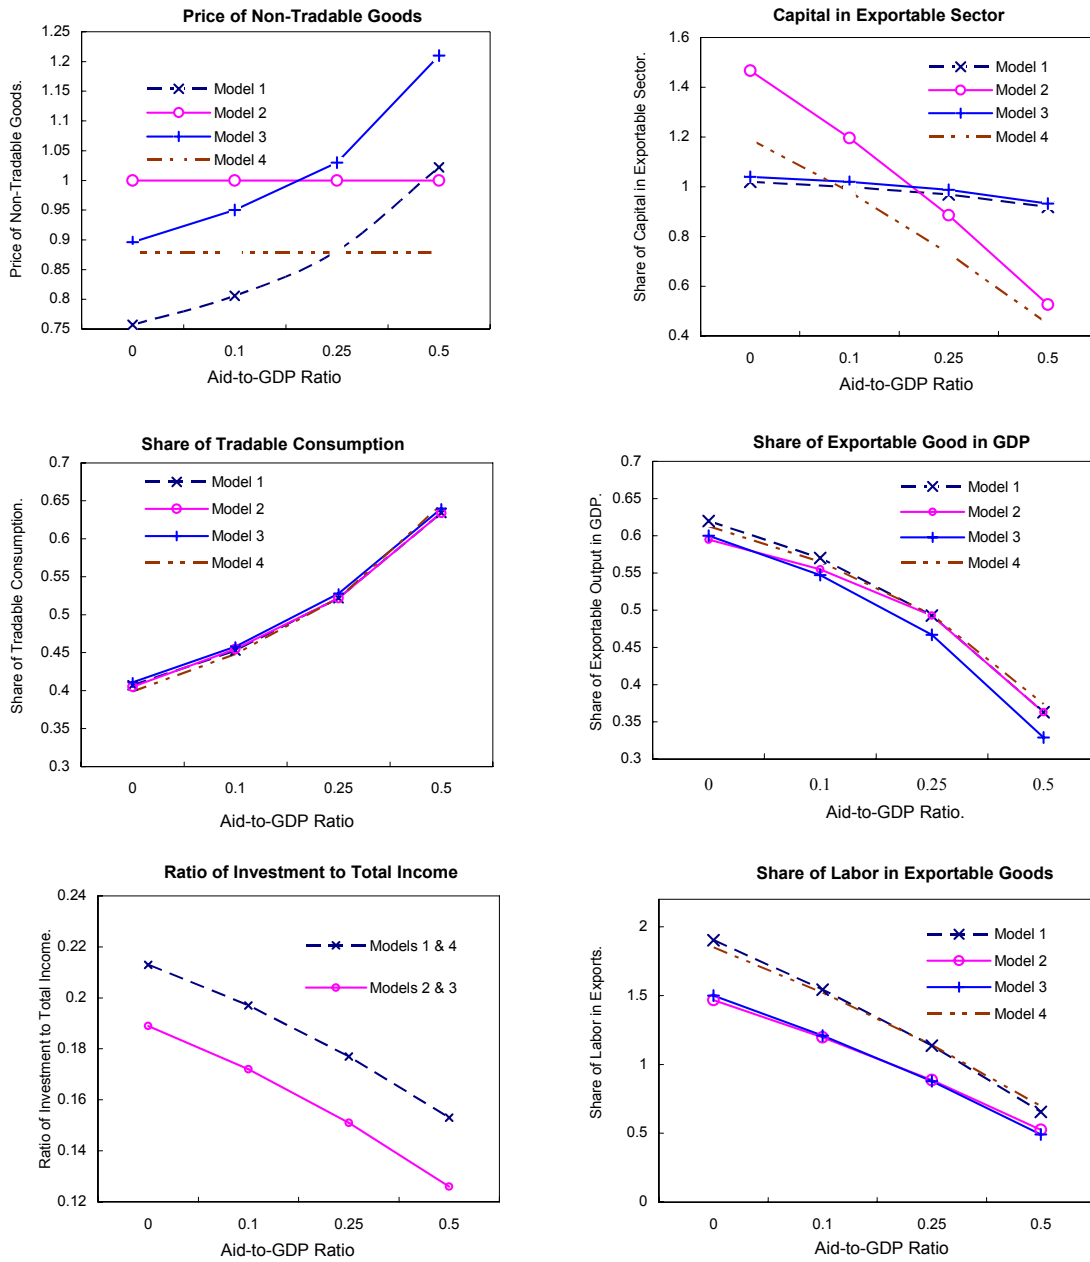 Price of Non-Tradable Goods
Price of Non-Tradable Goods.
1.25
1.2
1.15
1.1
1.05
1
0.95
0.9
0.85
0.8
0.75
Model 1
Model 2
Model 3
Model 4
0 0.1 0.25 0.5
Aid-to-GDP Ratio
Capital in Exportable Sector
Share of Capital in Exportable Sector.
1.6
1.4
1.2
1
0.8
0.6
0.4
Model 1
Model 2
Model 3
Model 4
0 0.1 0.25 0.5
Aid-to-GDP Ratio
Share of Tradable Consumption
Share of Tradable Consumption.
0.7
0.65
0.6
0.55
0.5
0.45
0.4
0.3
Model 1
Model 2
Model 3
Model 4
0 0.1 0.25 0.5
Aid-to-GDP Ratio
Share of Exportable Good in GDP
Share of Exportable Output in GDP.
0.7
0.65
0.6
0.55
0.5
0.45
0.4
0.35
0.3
Model 1
Model 2
Model 3
Model 4
0 0.1 0.25 0.5
Aid-to-GDP Ratio.
Ratio of Investment to Total Income
Ratio of Investment to Total Income.
0.24
0.22
0.2
0.18
0.16
0.14
0.12
Models 1 & 4
Models 2 & 3
0 0.1 0.25 0.5
Aid-to-GDP Ratio
Share of Labor in Exportable Goods
Share of Labor in Exports.
2
1.5
1
0.5
0
Model 1
Model 2
Model 3
Model 4
0 0.1 0.25 0.5
Aid-to-GDP Ratio